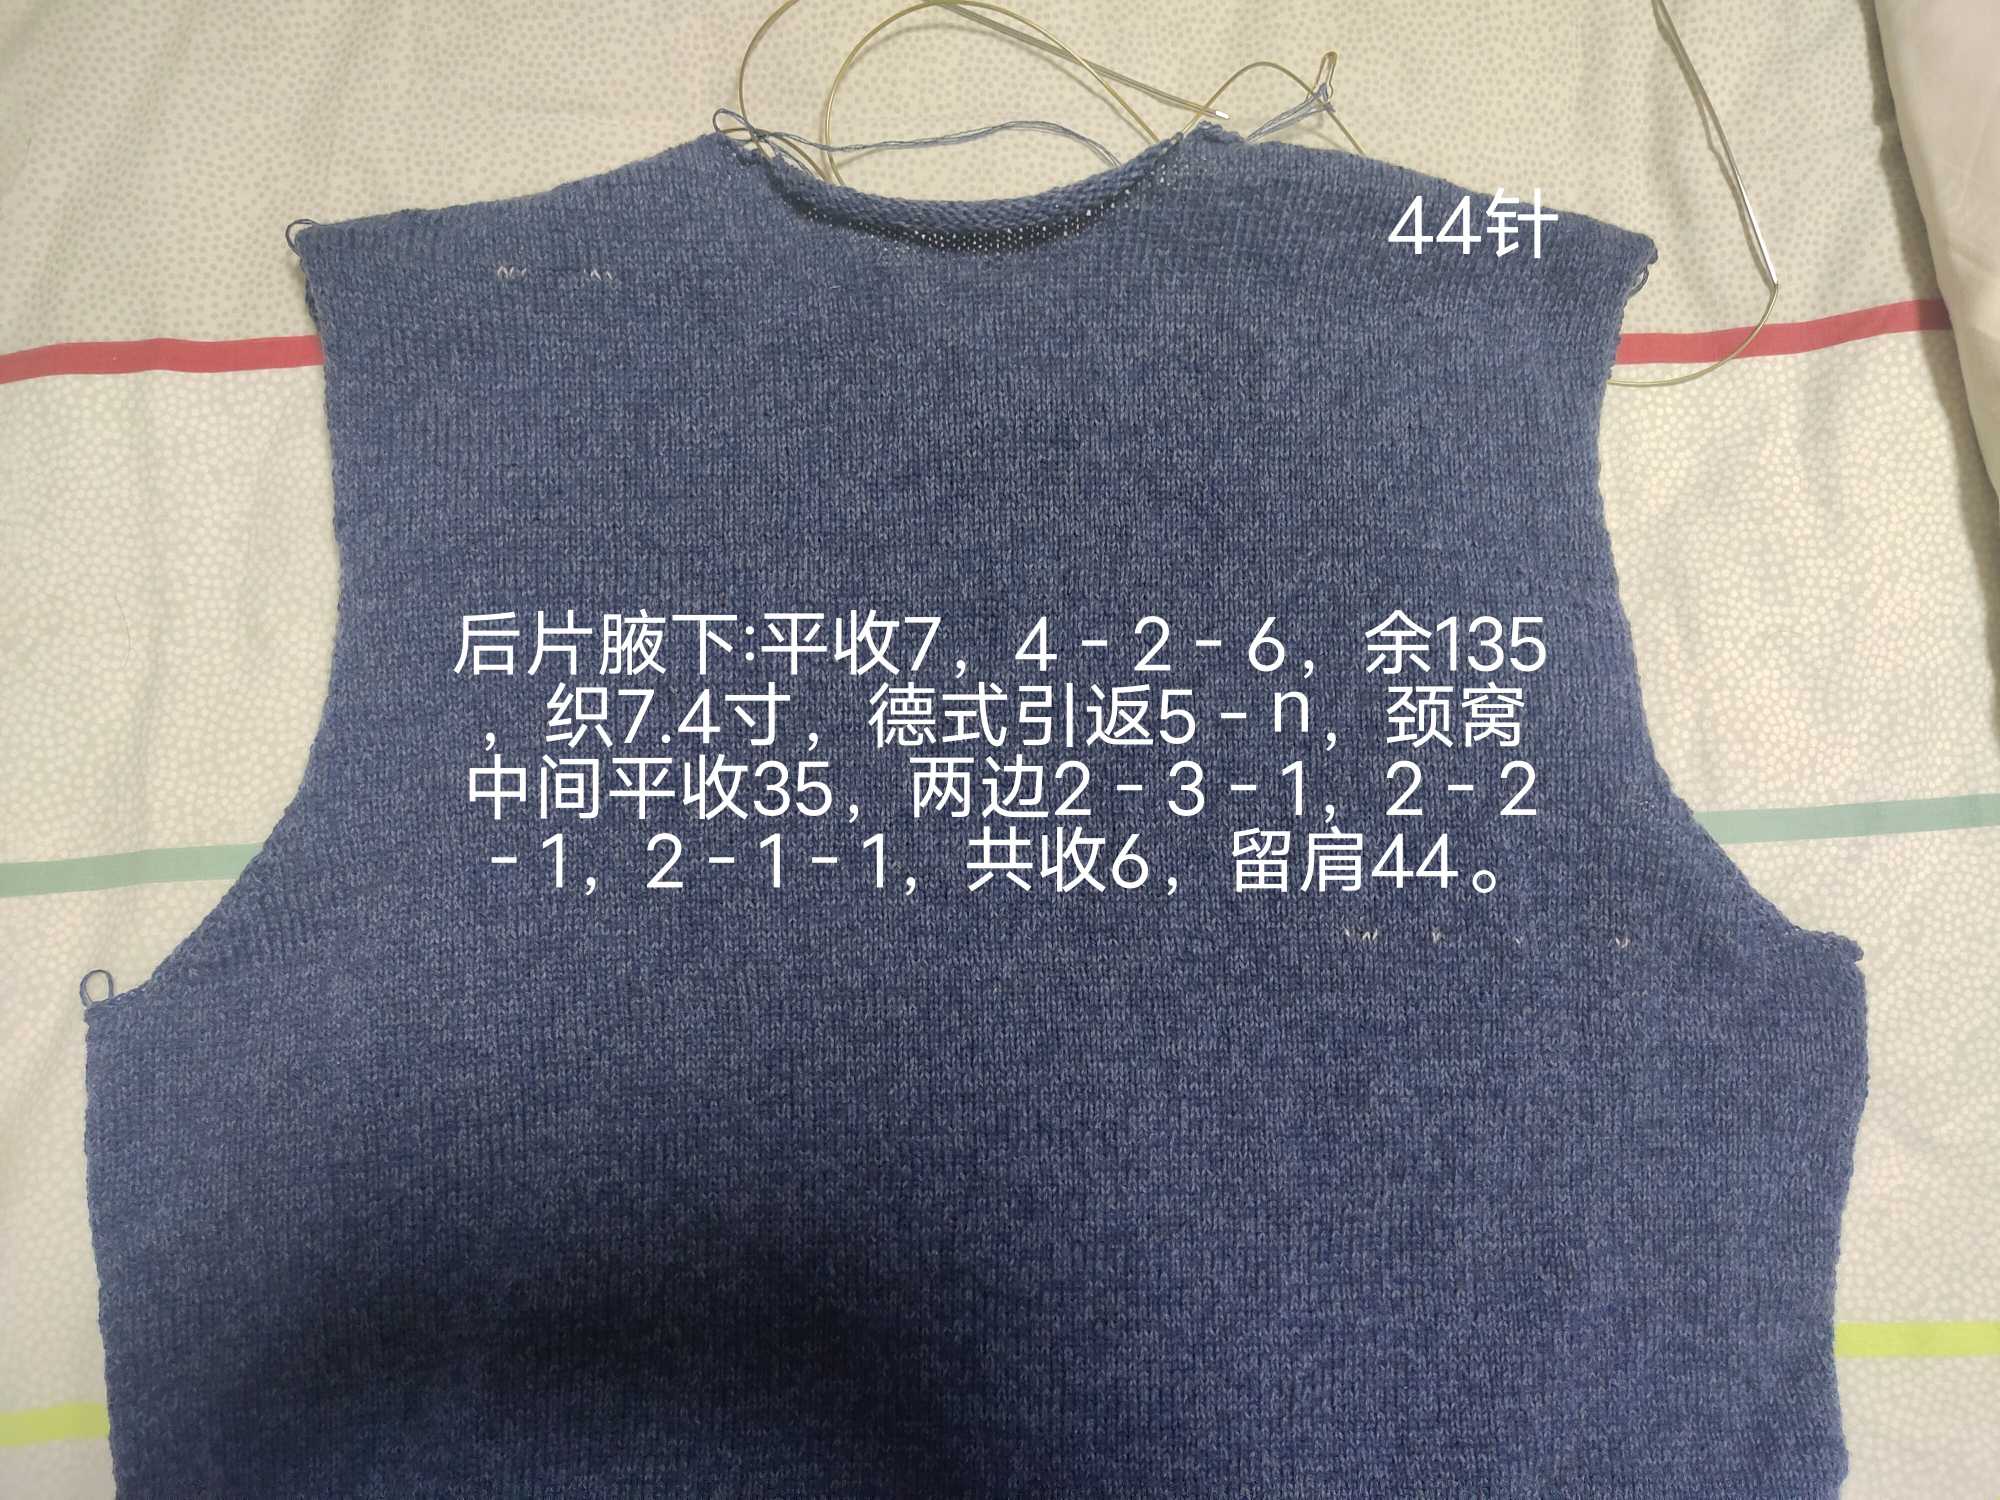 44针
后片腋下:平收7，4-2-6，余135
，织7.4寸，德式引返5-n，颈窝
中间平收35，两边2-3-1，2-2
-1，2-1-1，共收6，留肩44。